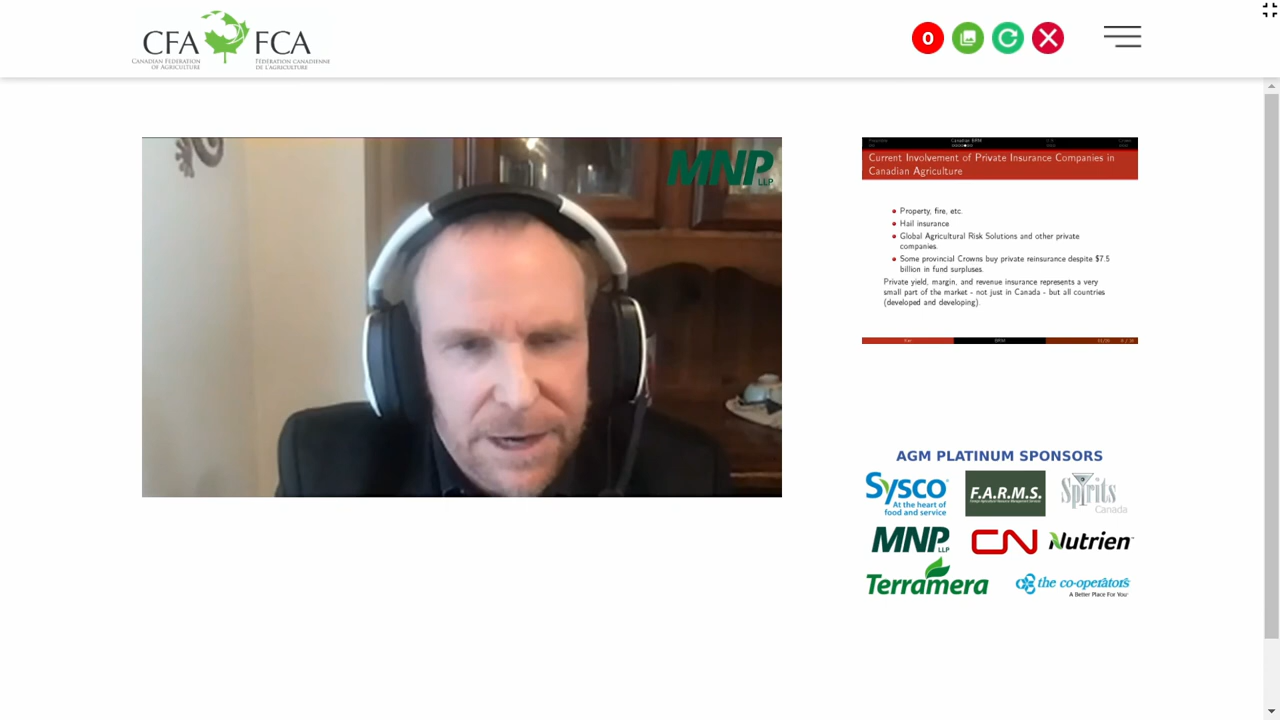 CFA FCA
CANADIAN FEDERATION OF AGRICULTURE
FÉDÉRATION CANADIENNE DE L'AGRICULTURE
0
MNP
LLP
Canadian BRM
Current Involvement of Private Insurance Companies in
Canadian Agriculture
Property, fire, etc.
Hail insurance
Global Agricultural Risk Solutions and other private
companies.
Some provincial Crowns buy private reinsurance despite $7.5
billion in fund surpluses.
Private yield, margin, and revenue insurance represents a very
small part of the market - not just in Canada - but all countries
(developed and developing).
BRM
AGM PLATINUM SPONSORS
Sysco
At the heart of
food and service
F.A.R.M.S.
Spirits
Canada
MNP
LLP
CN
Nutrien
Terramera
the co-operators
A Better Place For You